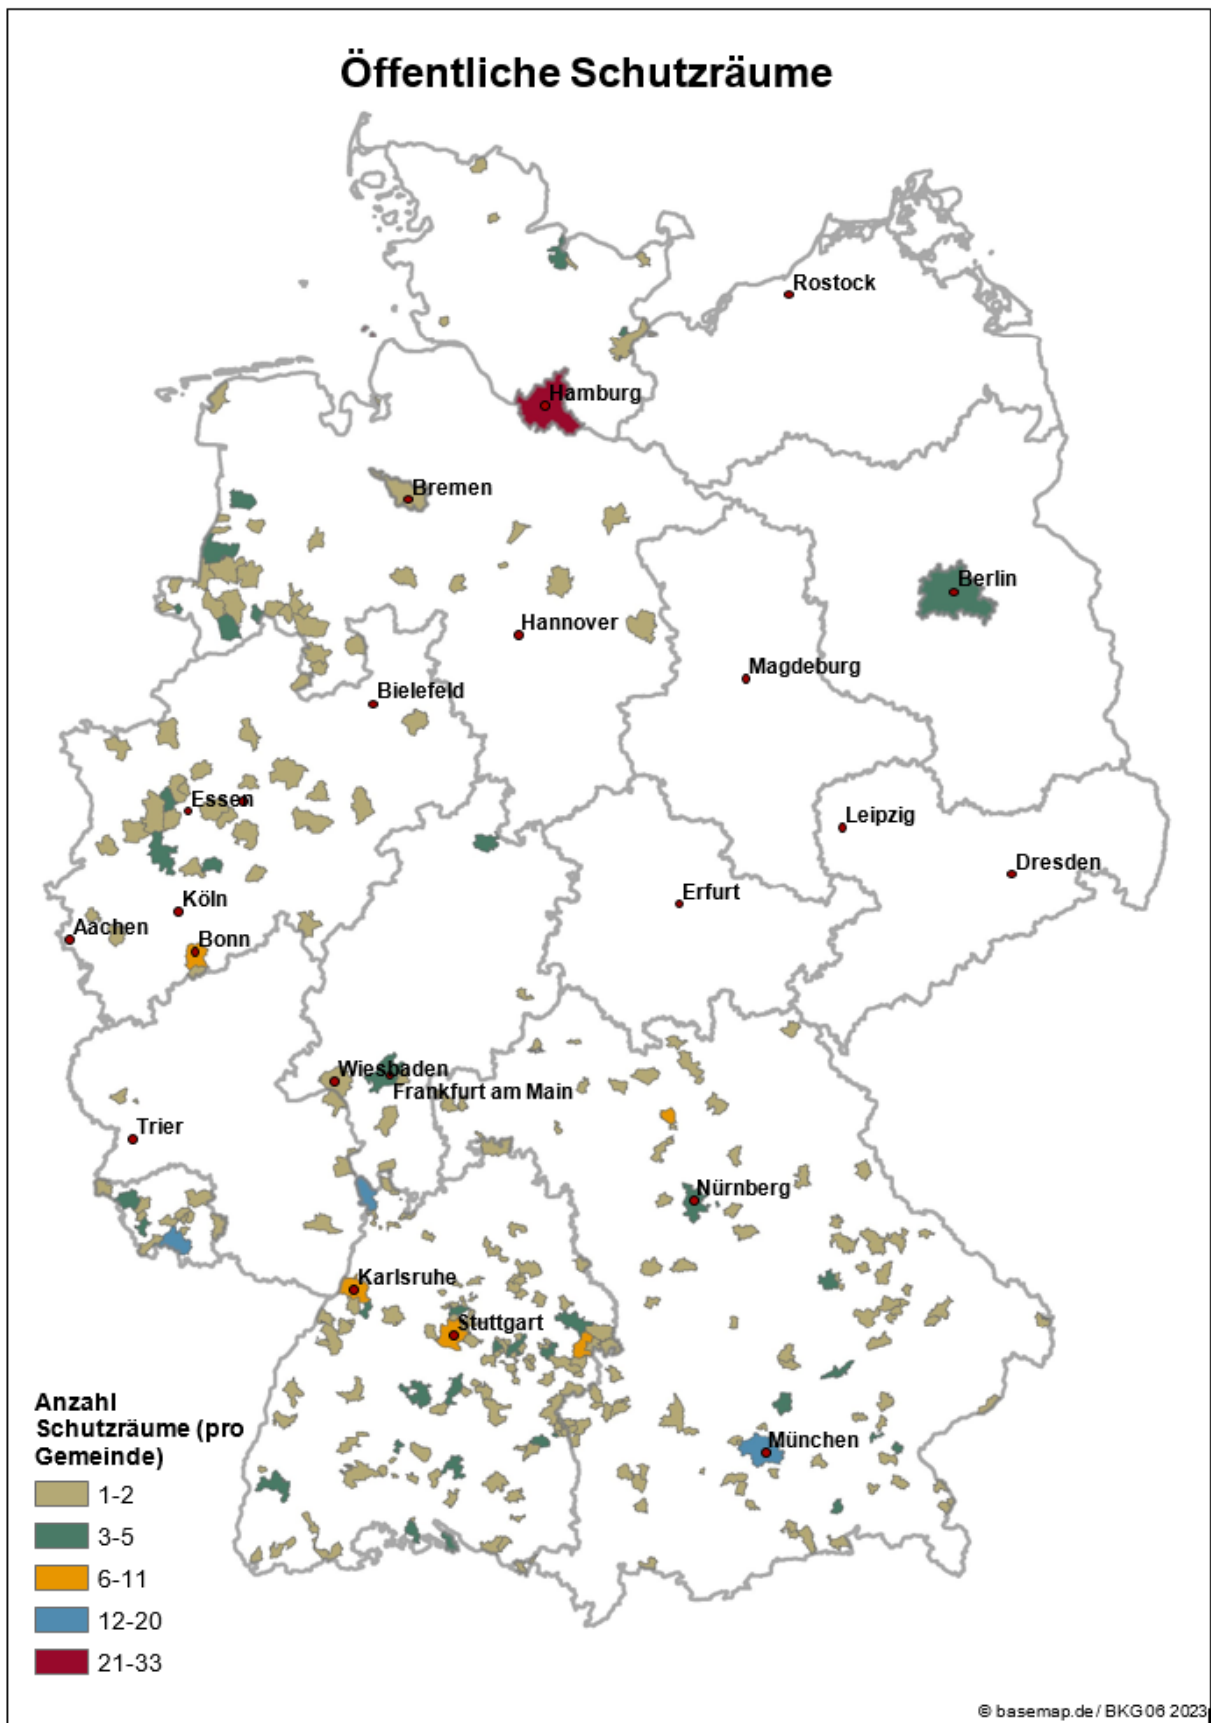 Öffentliche Schutzräume
Rostock
Hamburg
Bremen
Berlin
Hannover
Magdeburg
Bielefeld
Essen
Leipzig
Dresden
Erfurt
Köln
Aachen
Bonn
Wiesbaden
Frankfurt am Main
Trier
Nürnberg
Karlsruhe
Stuttgart
München
Anzahl
Schutzräume (pro
Gemeinde)
1-2
3-5
6-11
12-20
21-33
© basemap.de / BKG 06 2023